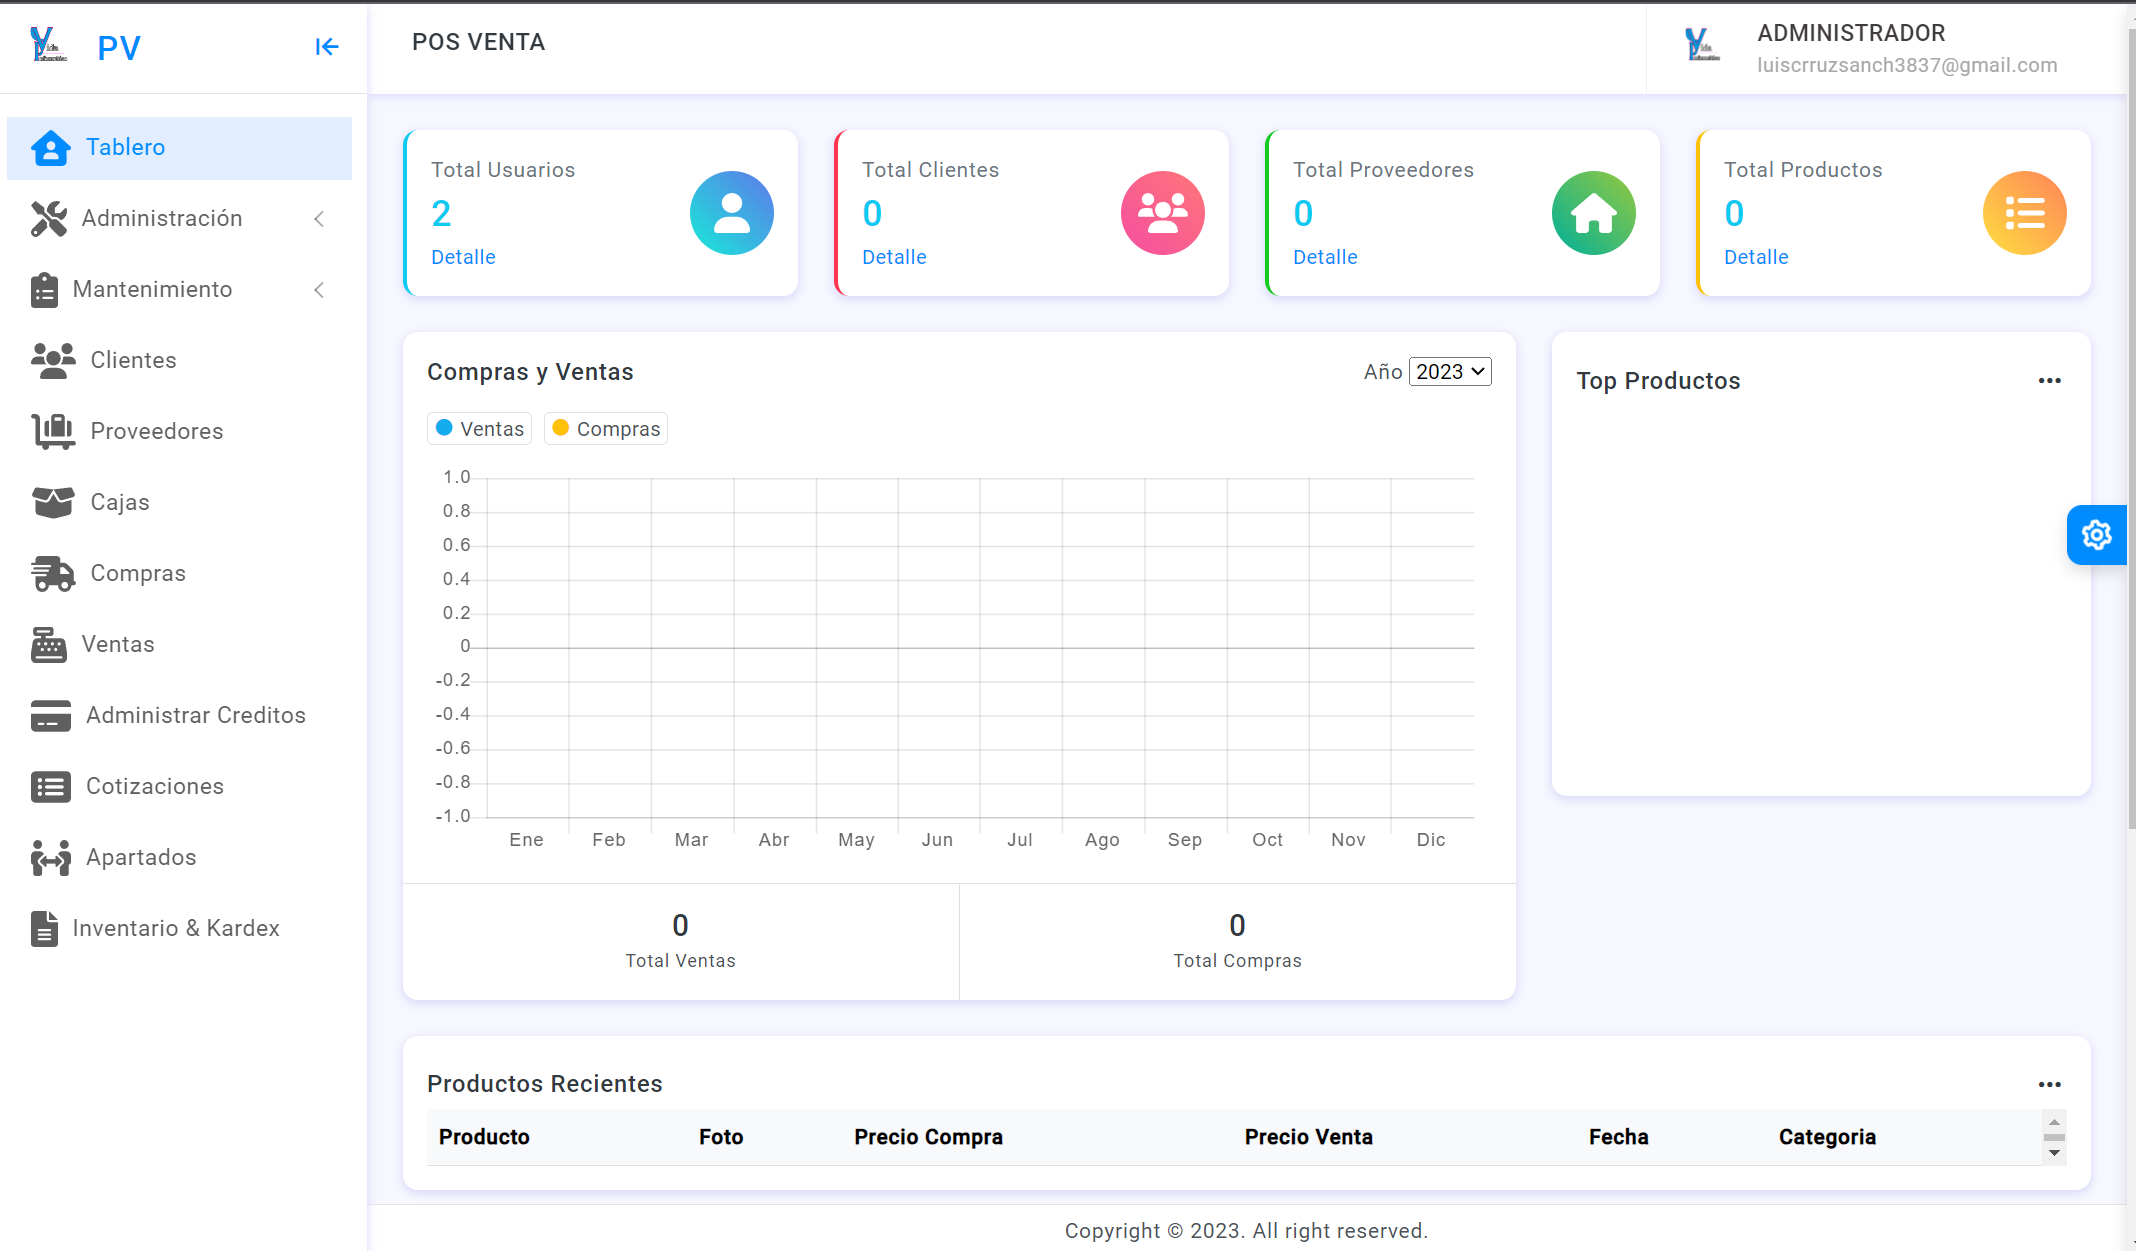 PV
POS VENTA
ADMINISTRADOR
luiscrruzsanch3837@gmail.com
Tablero
Administración
Mantenimiento
Clientes
Proveedores
Cajas
Compras
Ventas
Administrar Creditos
Cotizaciones
Apartados
Inventario & Kardex
Total Usuarios
2
Detalle
Total Clientes
0
Detalle
Total Proveedores
0
Detalle
Total Productos
0
Detalle
Compras y Ventas
Año 2023
Ventas Compras
1.0
0.8
0.6
0.4
0.2
0
-0.2
-0.4
-0.6
-0.8
-1.0
Ene Feb Mar Abr May Jun Jul Ago Sep Oct Nov Dic
0
Total Ventas
0
Total Compras
Top Productos
Productos Recientes
Producto Foto Precio Compra Precio Venta Fecha Categoria
Copyright © 2023. All right reserved.